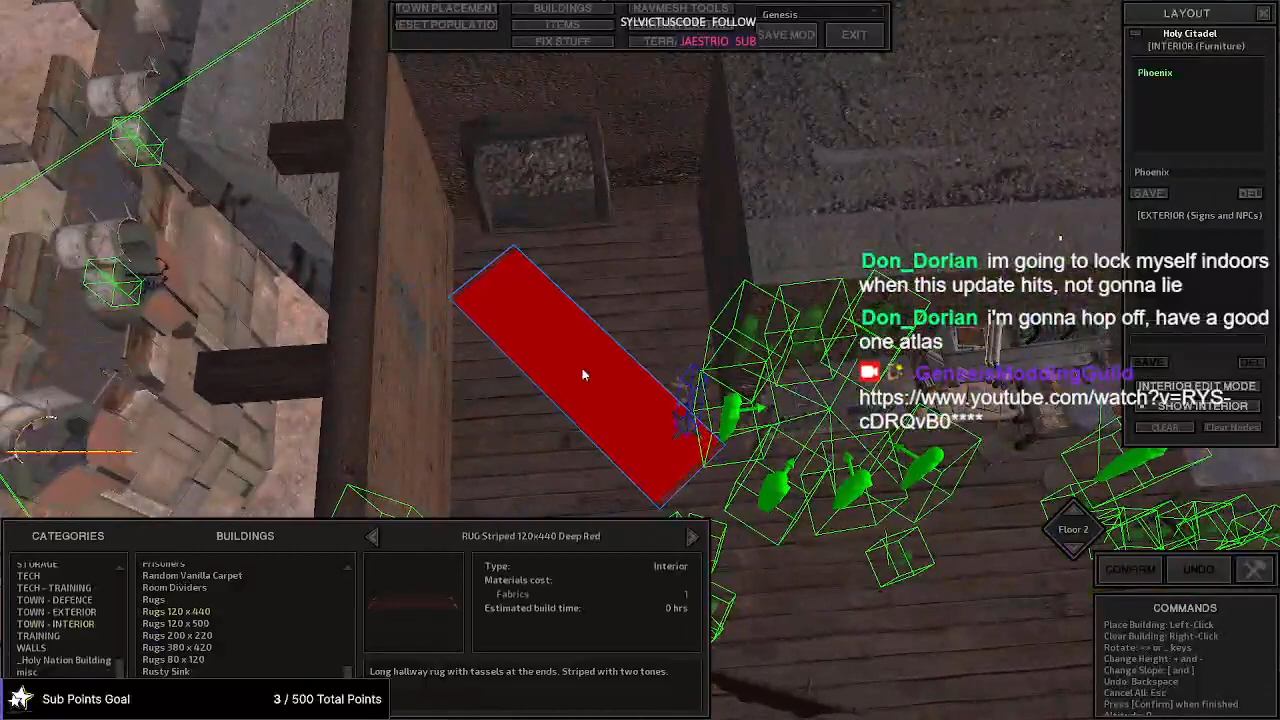 TOWN PLACEMENT
BUILDINGS
NAVMESH TOOLS
Genesis
RESET POPULATIO
ITEMS
SYLVICTUSCODE FOLLOW
FIX STUFF
TERR
JAESTRIO SUB
SAVE MOD
EXIT
LAYOUT
Holy Citadel
[INTERIOR (Furniture)
Phoenix
Phoenix
SAVE
DEL
[EXTERIOR (Signs and NPCs)
Don_Dorian im going to lock myself indoors
when this update hits, not gonna lie
Don_Dorian i'm gonna hop off, have a good
one atlas
GenesisModdingGuild
https://www.youtube.com/watch?v=RYS-
cDRQvB0****
SAVE
DEL
INTERIOR EDIT MODE
SHOW INTERIOR
CLEAR
Clear Nodes
Floor 2
CONFIRM
UNDO
COMMANDS
Place Building: Left-Click
Clear Building: Right-Click
Change Height: + and -
Change Slope: [ and ]
Undo: Backspace
Cancel All: Esc
Press [Confirm] when finished
CATEGORIES
STORAGE
TECH
TECH - TRAINING
TOWN - DEFENCE
TOWN - EXTERIOR
TOWN - INTERIOR
TRAINING
WALLS
_Holy Nation Building
misc
BUILDINGS
Prisoners
Random Vanilla Carpet
Room Dividers
Rugs
Rugs 120 x 440
Rugs 120 x 500
Rugs 200 x 220
Rugs 380 x 420
Rugs 80 x 120
Rusty Sink
RUG Striped 120x440 Deep Red
Type: Interior
Materials cost:
Fabrics 1
Estimated build time: 0 hrs
Long hallway rug with tassels at the ends. Striped with two tones.
Sub Points Goal
3 / 500 Total Points